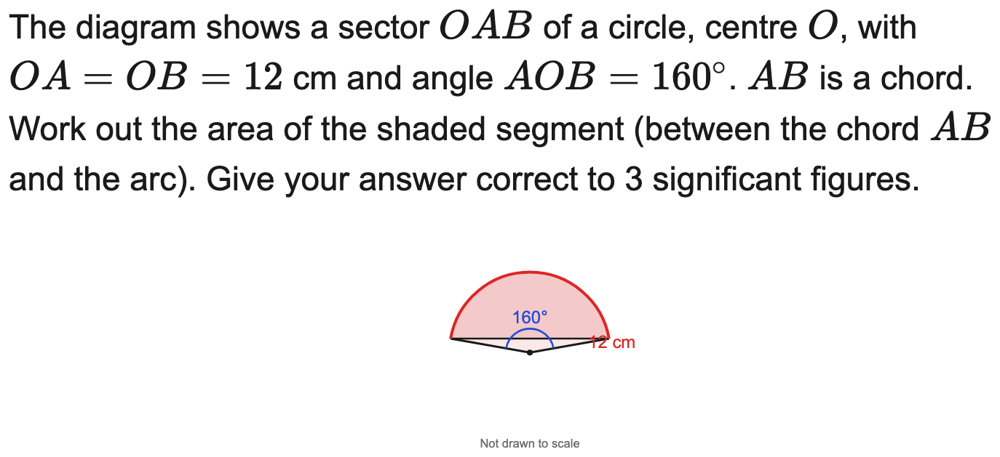 The diagram shows a sector OAB of a circle, centre O, with
OA = OB = 12 cm and angle AOB = 160°. AB is a chord.
Work out the area of the shaded segment (between the chord AB
and the arc). Give your answer correct to 3 significant figures.
160°
12 cm
Not drawn to scale